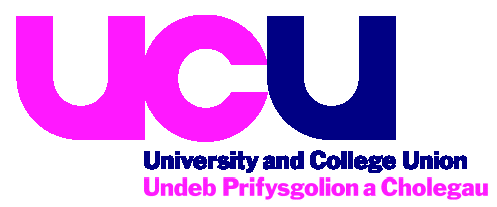 ucu
University and College Union
Undeb Prifysgolion a Cholegau